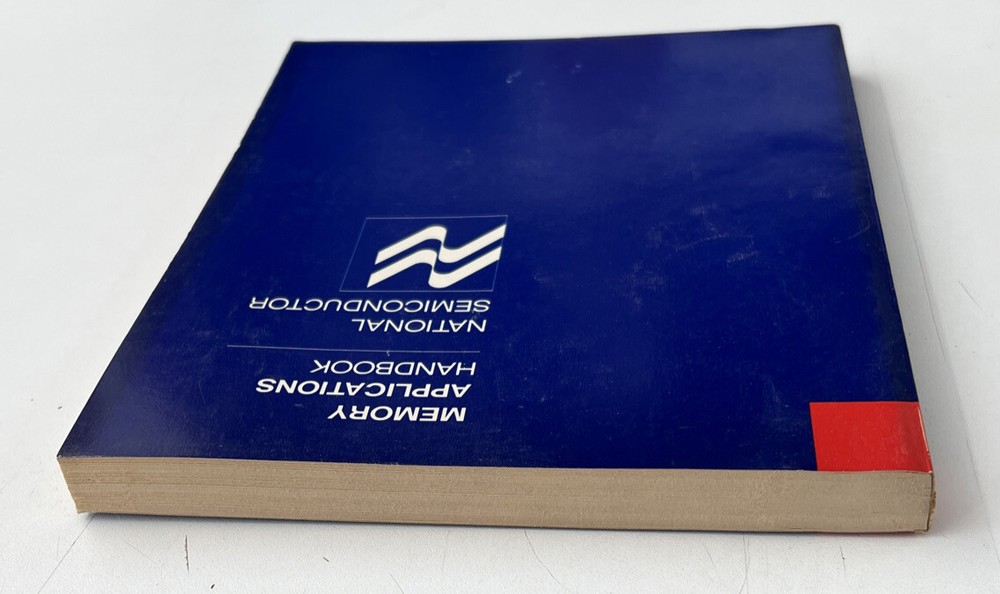 MEMORY
APPLICATIONS
HANDBOOK
NATIONAL
SEMICONDUCTOR